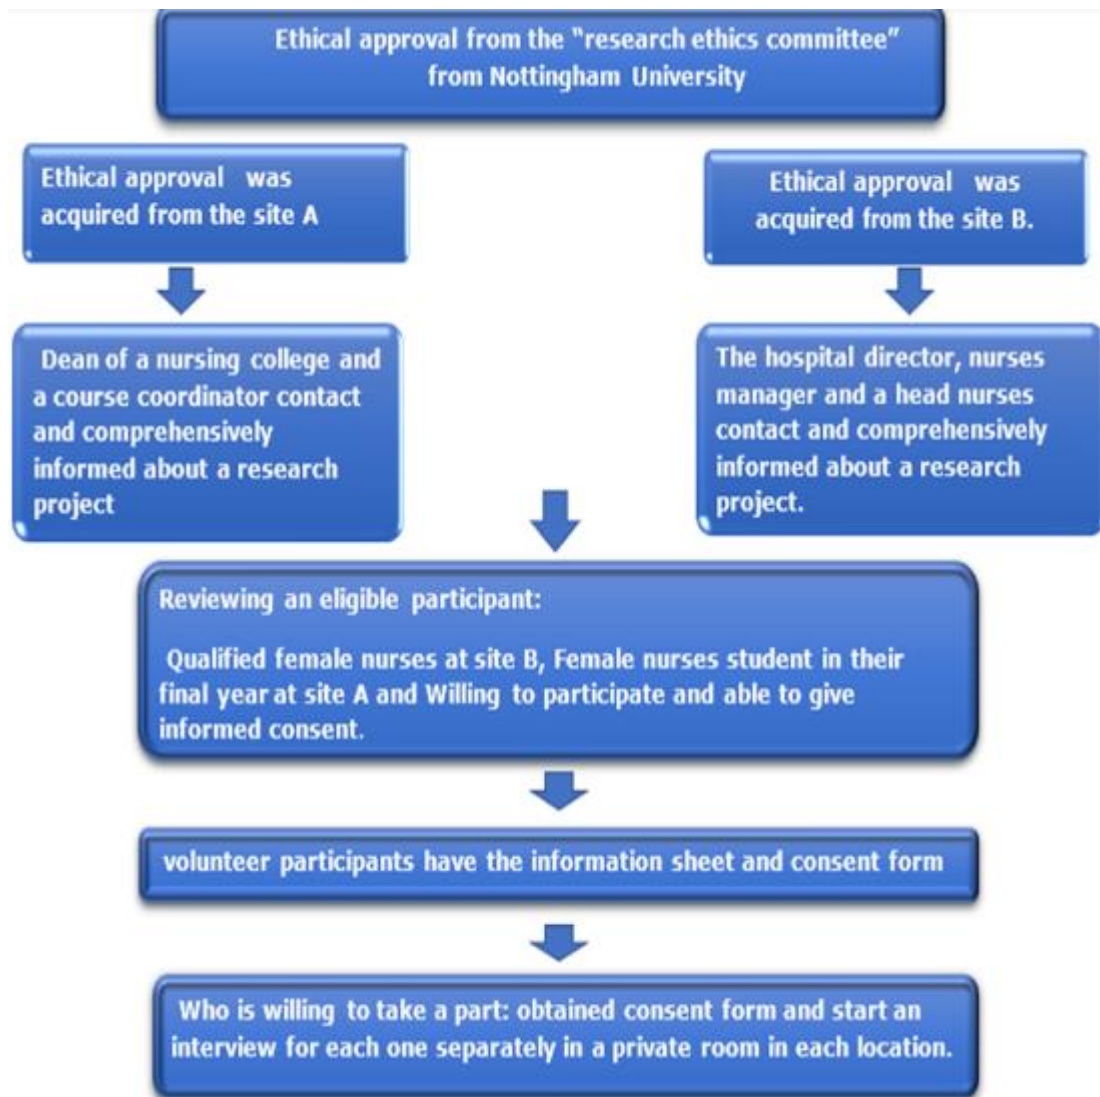 Ethical approval from the “research ethics committee”
from Nottingham University
Ethical approval was
acquired from the site A
Ethical approval was
acquired from the site B.
Dean of a nursing college and
a course coordinator contact
and comprehensively
informed about a research
project
The hospital director, nurses
manager and a head nurses
contact and comprehensively
informed about a research
project.
Reviewing an eligible participant:
Qualified female nurses at site B, Female nurses student in their
final year at site A and Willing to participate and able to give
informed consent.
volunteer participants have the information sheet and consent form
Who is willing to take a part: obtained consent form and start an
interview for each one separately in a private room in each location.